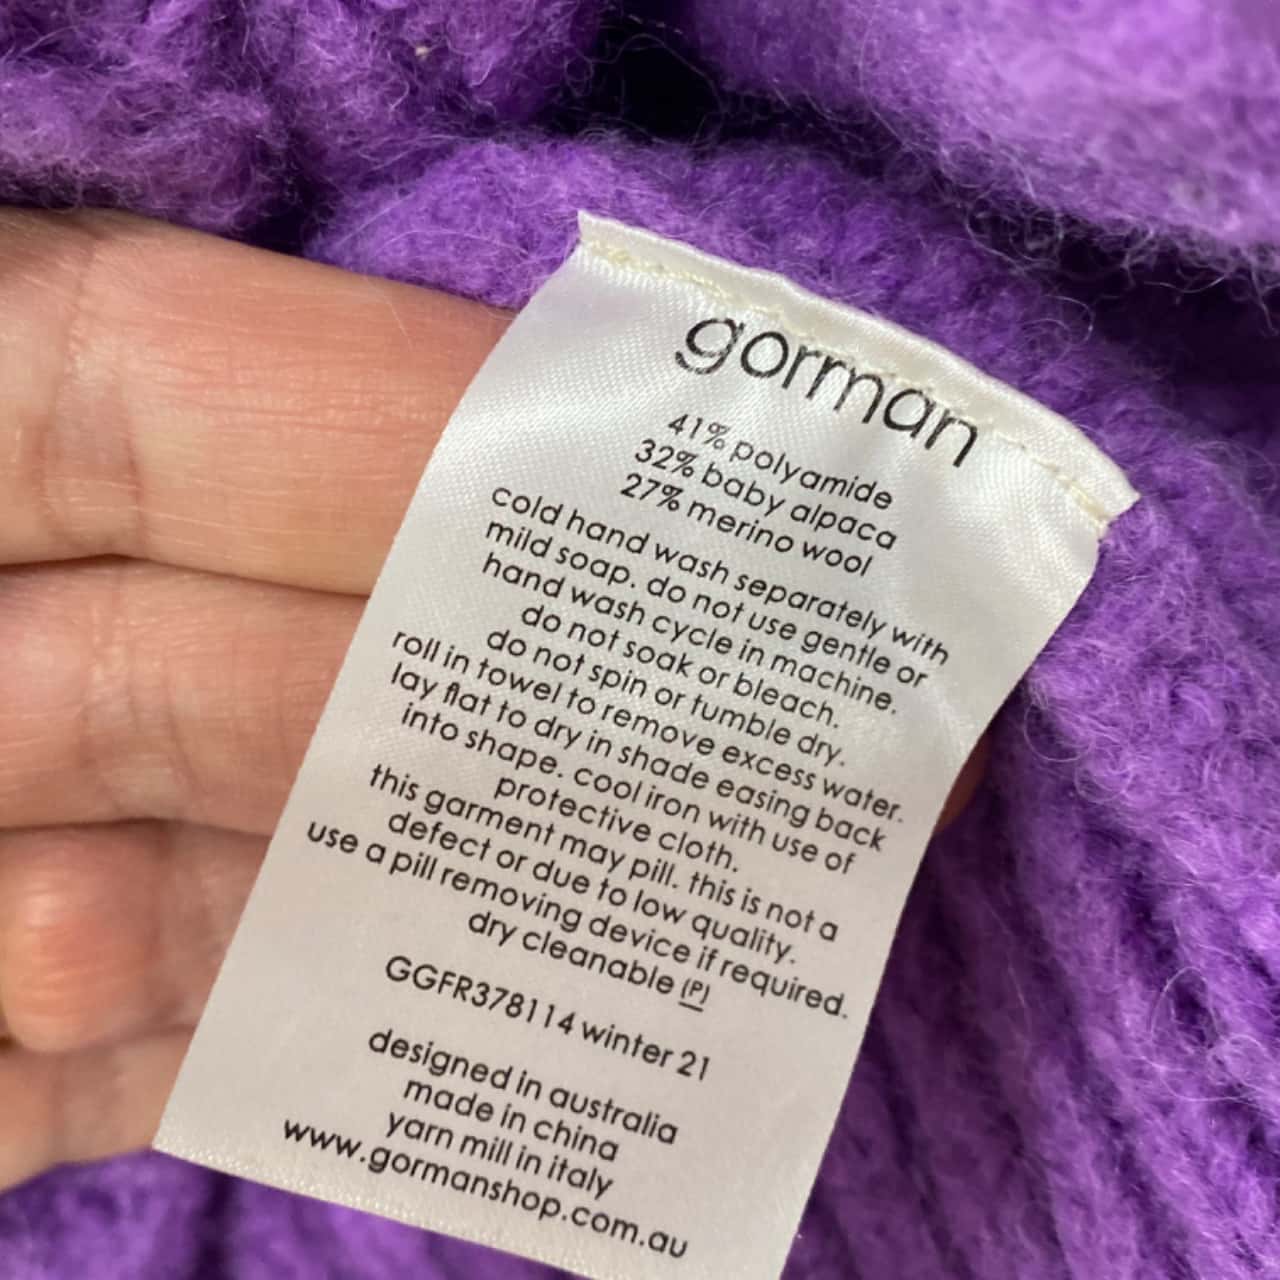 gorman
41% polyamide
32% baby alpaca
27% merino wool
cold hand wash separately with
mild soap. do not use gentle or
hand wash cycle in machine.
do not soak or bleach.
do not spin or tumble dry.
roll in towel to remove excess water.
lay flat to dry in shade easing back
into shape. cool iron with use of
protective cloth.
this garment may pill. this is not a
defect or due to low quality.
use a pill removing device if required.
dry cleanable (P)
GGFR378114 winter 21
designed in australia
made in china
yarn mill in italy
www.gormanshop.com.au